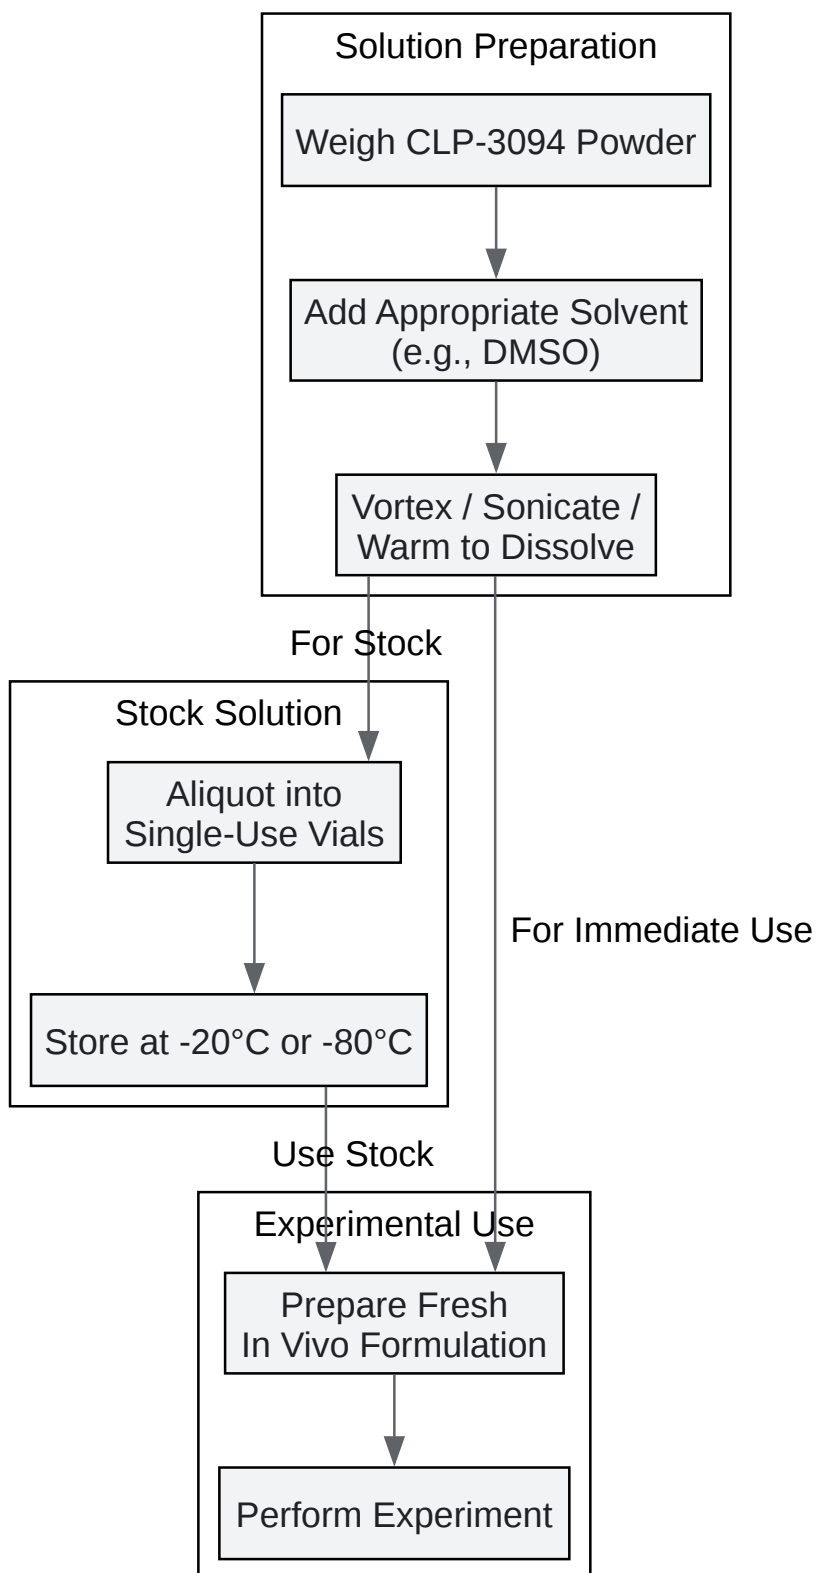 Solution Preparation
Weigh CLP-3094 Powder
Add Appropriate Solvent
(e.g., DMSO)
Vortex / Sonicate /
Warm to Dissolve
For Stock
Stock Solution
Aliquot into
Single-Use Vials
For Immediate Use
Store at -20°C or -80°C
Use Stock
Experimental Use
Prepare Fresh
In Vivo Formulation
Perform Experiment